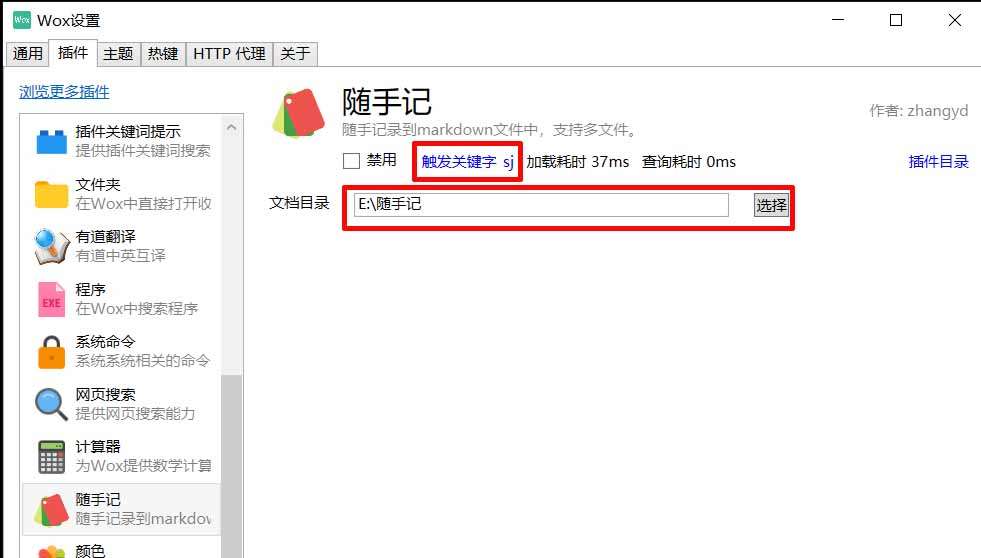 Wox Wox设置
通用 插件 主题 热键 HTTP 代理 关于
浏览更多插件
插件关键词提示
提供插件关键词搜索
文件夹
在Wox中直接打开收
有道翻译
有道中英互译
EXE
程序
在Wox中搜索程序
系统命令
系统系统相关的命令
网页搜索
提供网页搜索能力
计算器
为Wox提供数学计算
随手记
随手记录到markdov
颜色
随手记
作者: zhangyd
随手记录到markdown文件中，支持多文件。
禁用 触发关键字 sj 加载耗时 37ms 查询耗时 0ms 插件目录
文档目录 E:\随手记 选择